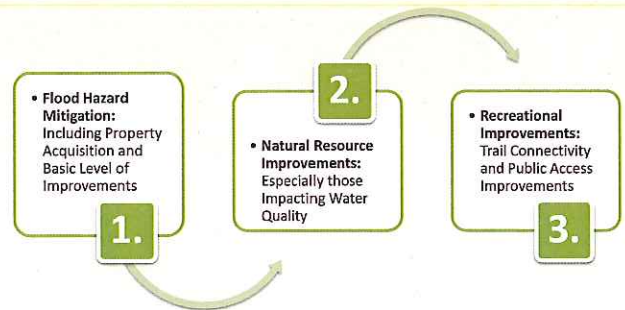 • Flood Hazard
Mitigation:
Including Property
Acquisition and
Basic Level of
Improvements
1.
2.
• Natural Resource
Improvements:
Especially those
Impacting Water
Quality
• Recreational
Improvements:
Trail Connectivity
and Public Access
Improvements
3.